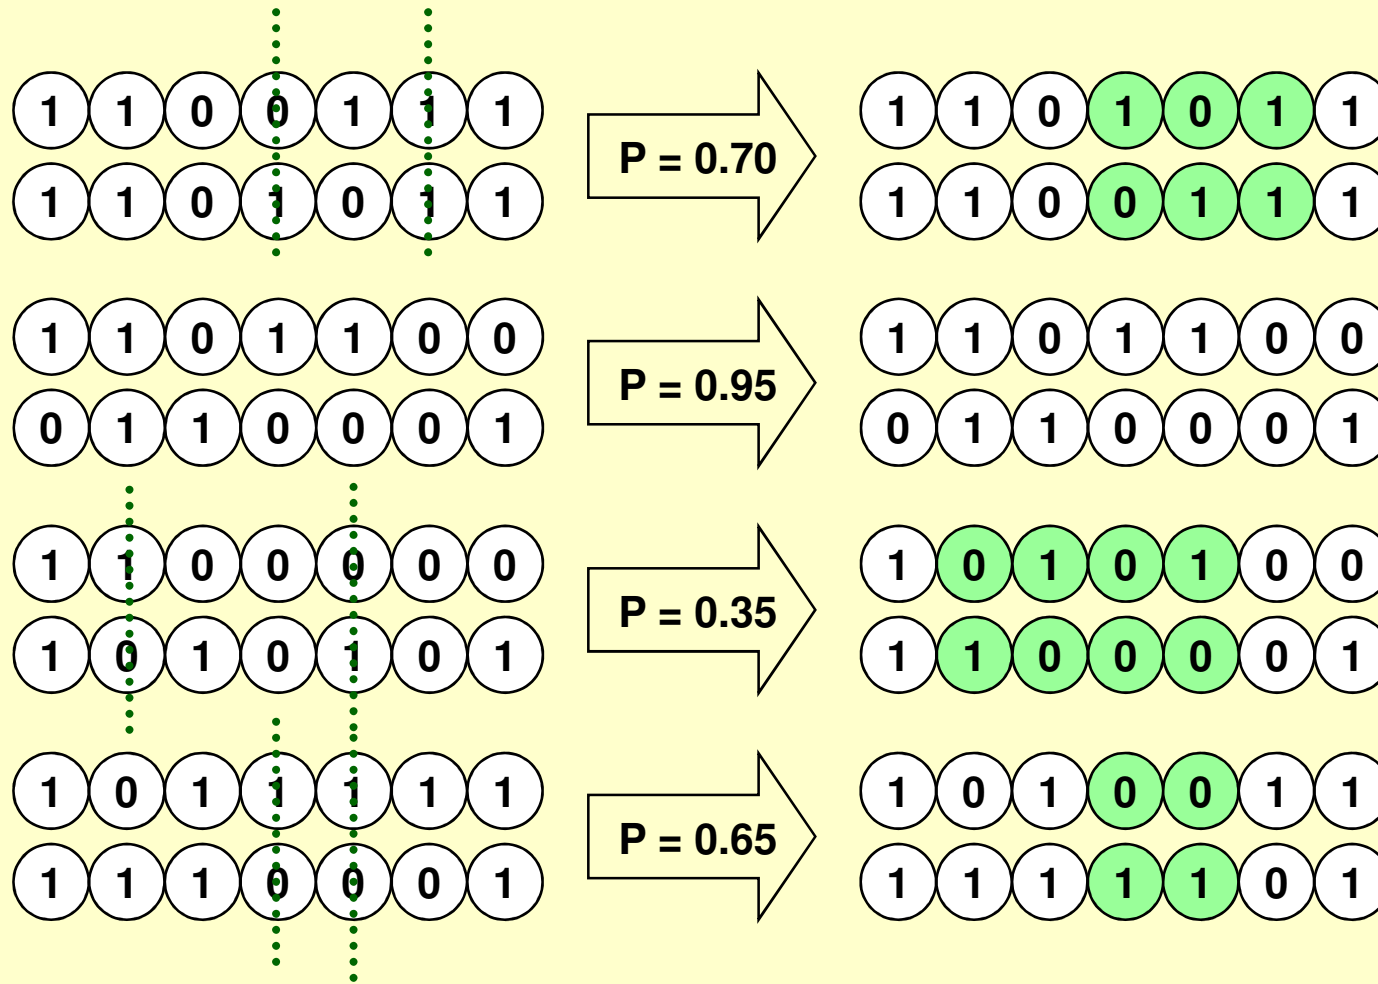 1 1 0 0 1 1 1 1 1 0 1 0 1 1
1 1 0 1 0 1 1 P = 0.70 1 1 0 0 1 1 1
1 1 0 1 1 0 0 1 1 0 1 1 0 0
0 1 1 0 0 0 1 P = 0.95 0 1 1 0 0 0 1
1 1 0 0 0 0 0 1 0 1 0 1 0 0
1 0 1 0 1 0 1 P = 0.35 1 1 0 0 0 0 1
1 0 1 1 1 1 1 1 0 1 0 0 1 1
1 1 1 0 0 0 1 P = 0.65 1 1 1 1 1 0 1